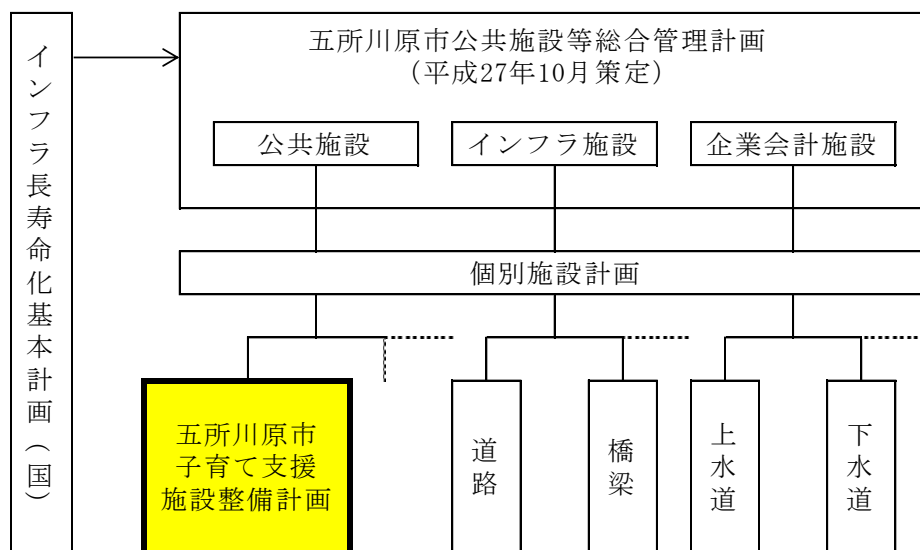 インフラ長寿命化基本計画（国）
五所川原市公共施設等総合管理計画
（平成27年10月策定）
公共施設
インフラ施設
企業会計施設
個別施設計画
五所川原市
子育て支援
施設整備計画
道路
橋梁
上水道
下水道